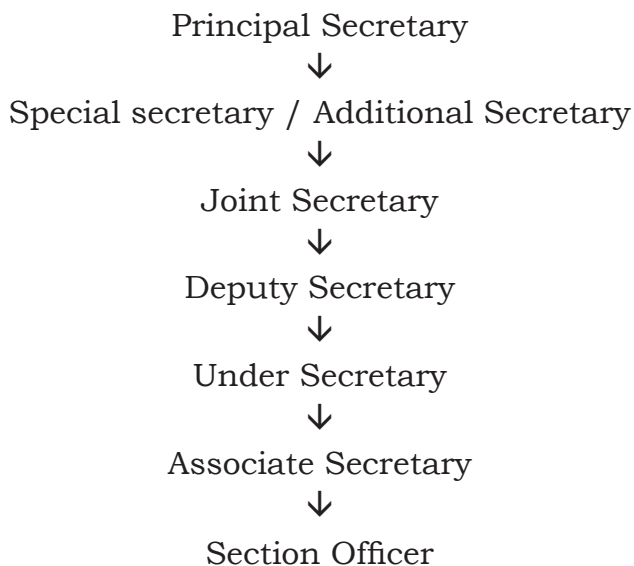 Principal Secretary
↓
Special secretary / Additional Secretary
↓
Joint Secretary
↓
Deputy Secretary
↓
Under Secretary
↓
Associate Secretary
↓
Section Officer